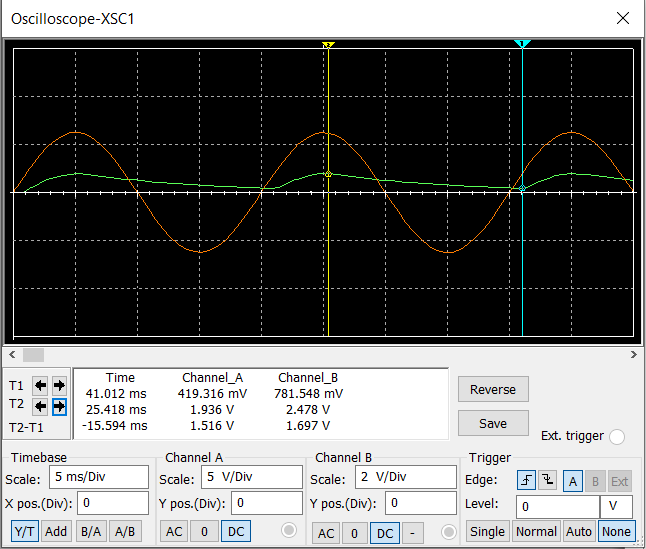 Oscilloscope-XSC1
2 1
T1
T2
T2-T1
Time Channel_A Channel_B
41.012 ms 419.316 mV 781.548 mV
25.418 ms 1.936 V 2.478 V
-15.594 ms 1.516 V 1.697 V
Reverse
Save
Ext. trigger
Timebase
Scale: 5 ms/Div
X pos.(Div): 0
Y/T Add B/A A/B
Channel A
Scale: 5 V/Div
Y pos.(Div): 0
AC 0 DC
Channel B
Scale: 2 V/Div
Y pos.(Div): 0
AC 0 DC -
Trigger
Edge: A B Ext
Level: 0 V
Single Normal Auto None